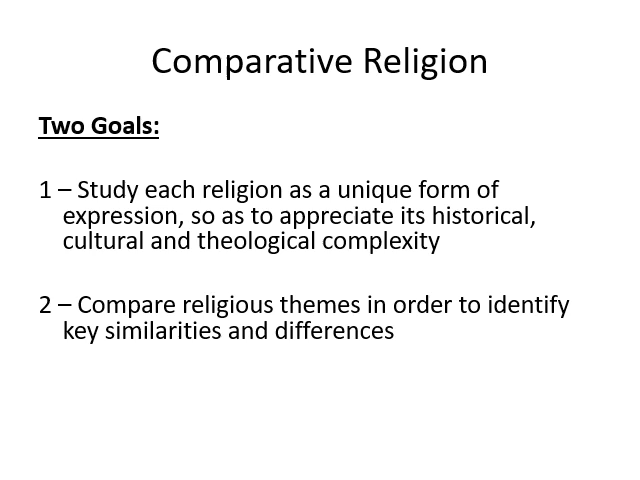 Comparative Religion
Two Goals:
1 – Study each religion as a unique form of
expression, so as to appreciate its historical,
cultural and theological complexity
2 – Compare religious themes in order to identify
key similarities and differences